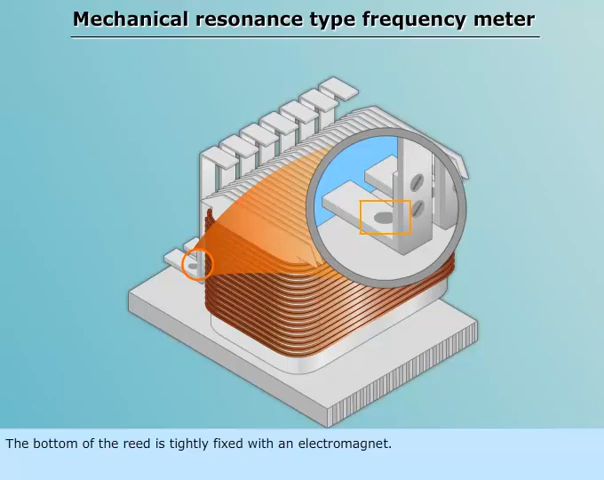 Mechanical resonance type frequency meter
The bottom of the reed is tightly fixed with an electromagnet.